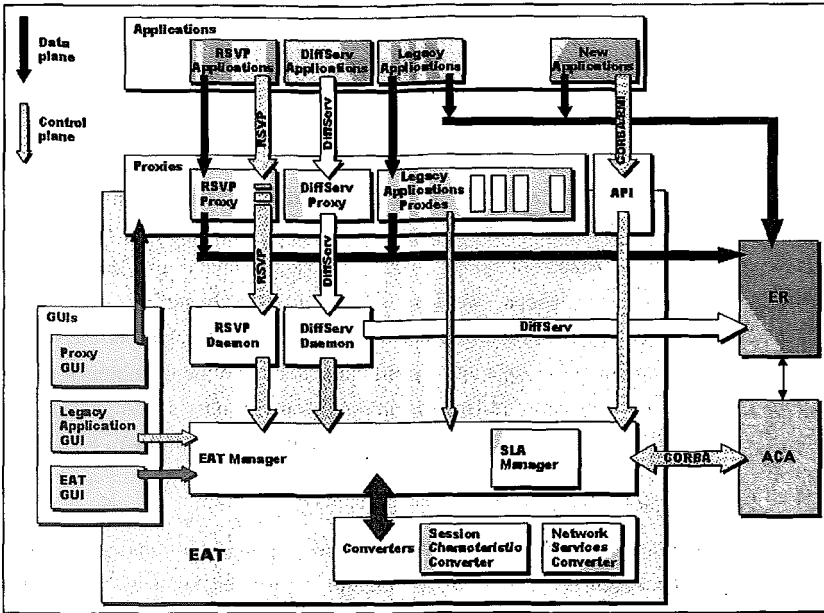 Applications
Data
plane
Control
plane
RSVP
Applications
DiffServ
Applications
Legacy
Applications
New
Applications
RSVP
DiffServ
CORBA/RMI
Proxies
RSVP
Proxy
DiffServ
Proxy
Legacy
Applications
Proxies
API
RSVP
DiffServ
ER
GUIs
Proxy
GUI
Legacy
Application
GUI
EAT
GUI
RSVP
Daemon
DiffServ
Daemon
DiffServ
EAT Manager
SLA
Manager
CORBA
ACA
EAT
Converters
Session
Characteristic
Converter
Network
Services
Converter